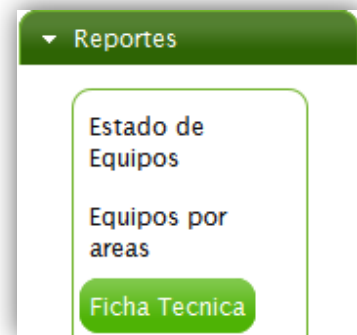 Reportes
Estado de
Equipos
Equipos por
areas
Ficha Tecnica